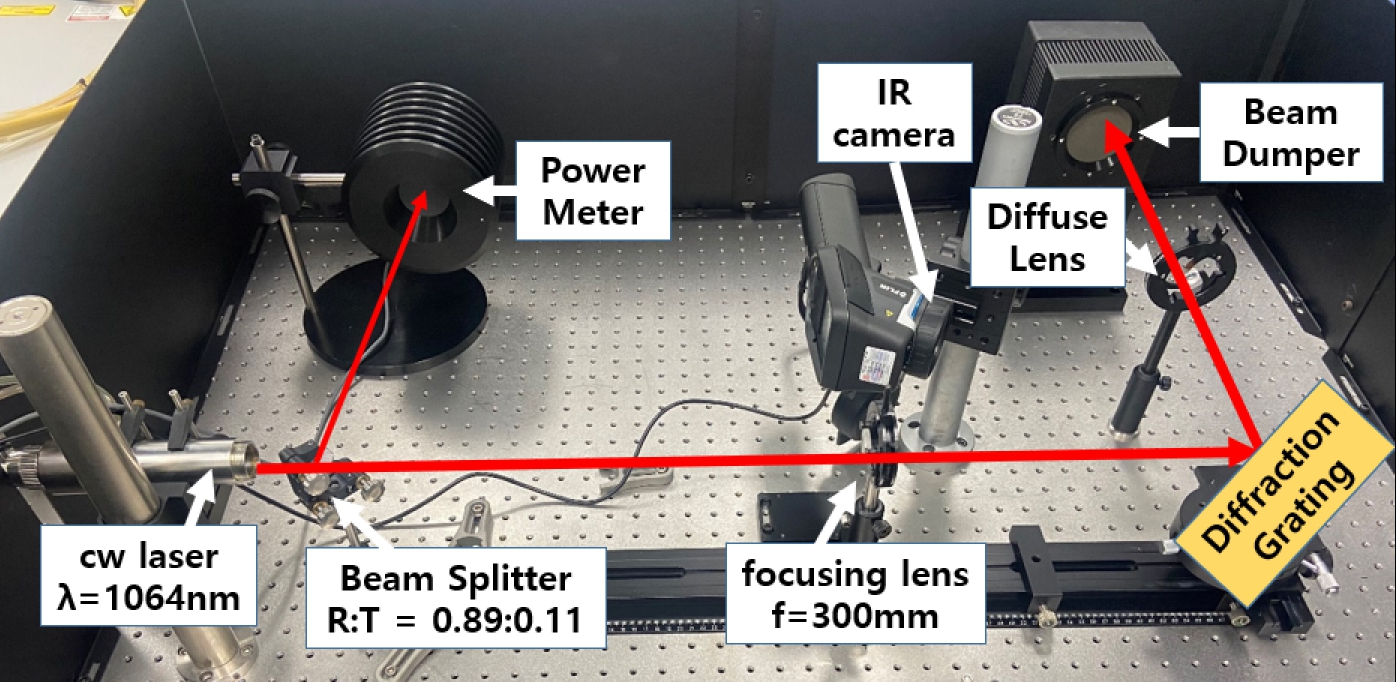 IR
camera
Beam
Dumper
Power
Meter
Diffuse
Lens
FLIR
Diffraction
Grating
cw laser
λ=1064nm
Beam Splitter
R:T = 0.89:0.11
focusing lens
f=300mm